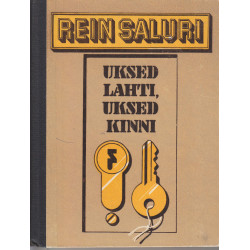 REIN SALURI
UKSED
LAHTI,
UKSED
KINNI
F